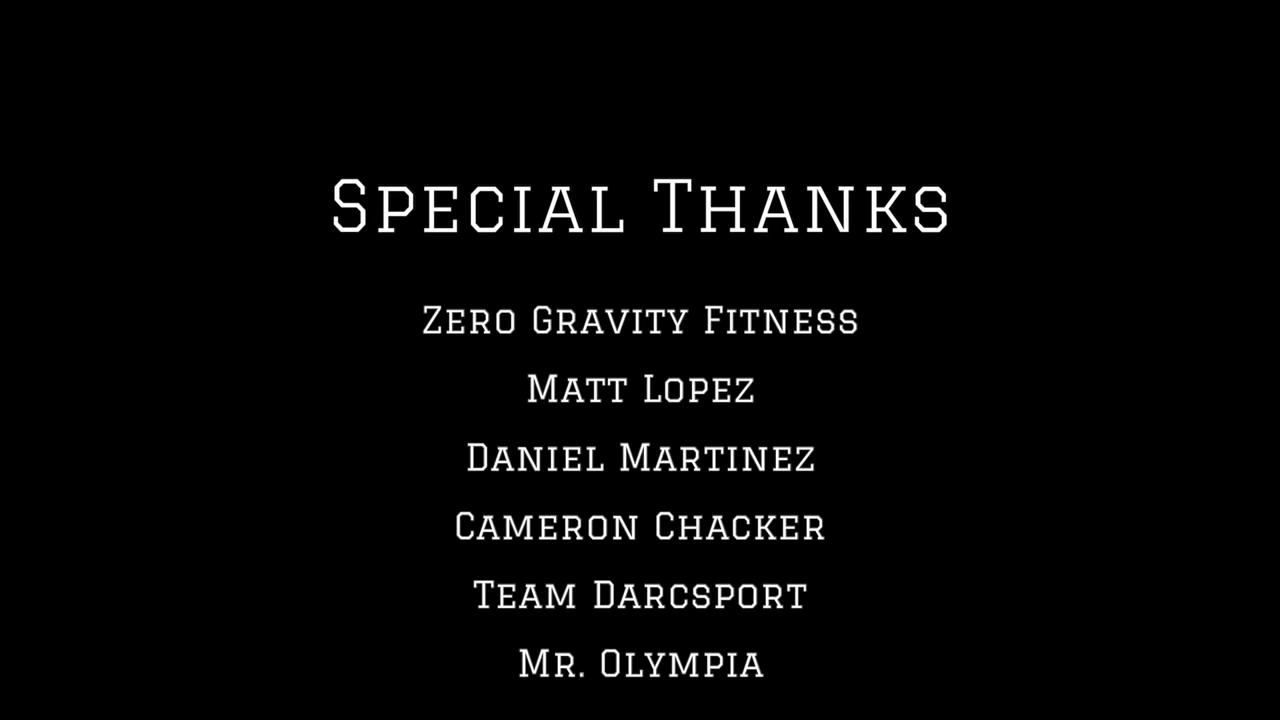 Special Thanks
Zero Gravity Fitness
Matt Lopez
Daniel Martinez
Cameron Chacker
Team Darcsport
Mr. Olympia